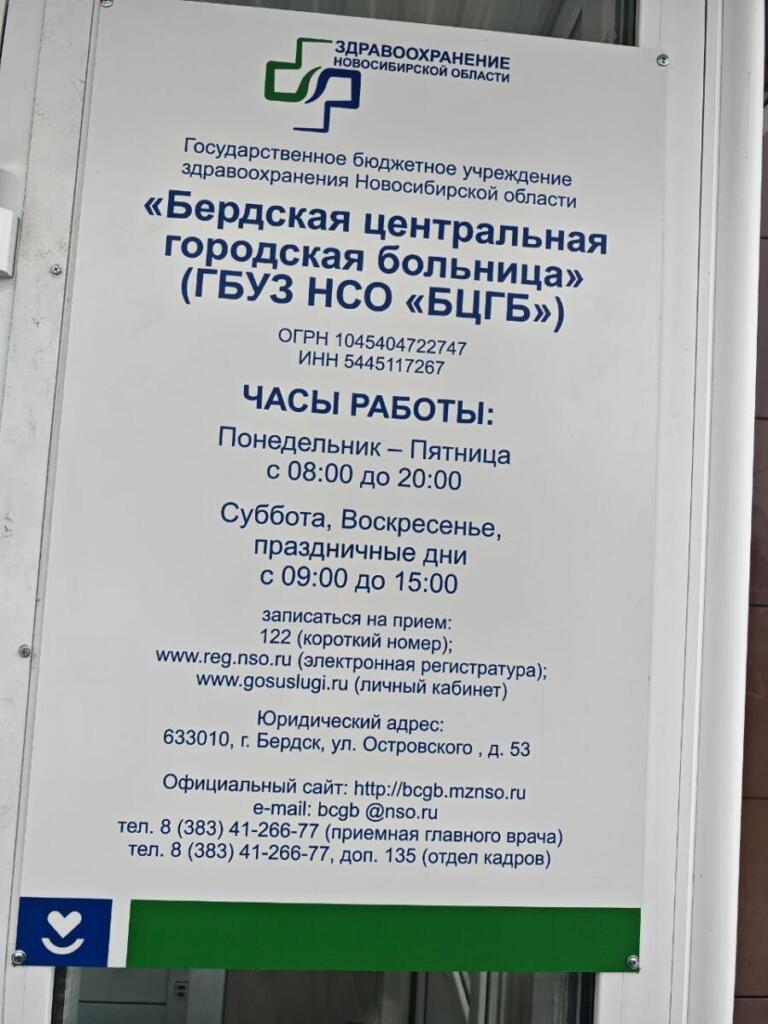 ЗДРАВООХРАНЕНИЕ
НОВОСИБИРСКОЙ ОБЛАСТИ
Государственное бюджетное учреждение
здравоохранения Новосибирской области
«Бердская центральная
городская больница»
(ГБУЗ НСО «БЦГБ»)
ОГРН 1045404722747
ИНН 5445117267
ЧАСЫ РАБОТЫ:
Понедельник – Пятница
с 08:00 до 20:00
Суббота, Воскресенье,
праздничные дни
с 09:00 до 15:00
записаться на прием:
122 (короткий номер);
www.reg.nso.ru (электронная регистратура);
www.gosuslugi.ru (личный кабинет)
Юридический адрес:
633010, г. Бердск, ул. Островского , д. 53
Официальный сайт: http://bcgb.mznso.ru
e-mail: bcgb @nso.ru
тел. 8 (383) 41-266-77 (приемная главного врача)
тел. 8 (383) 41-266-77, доп. 135 (отдел кадров)